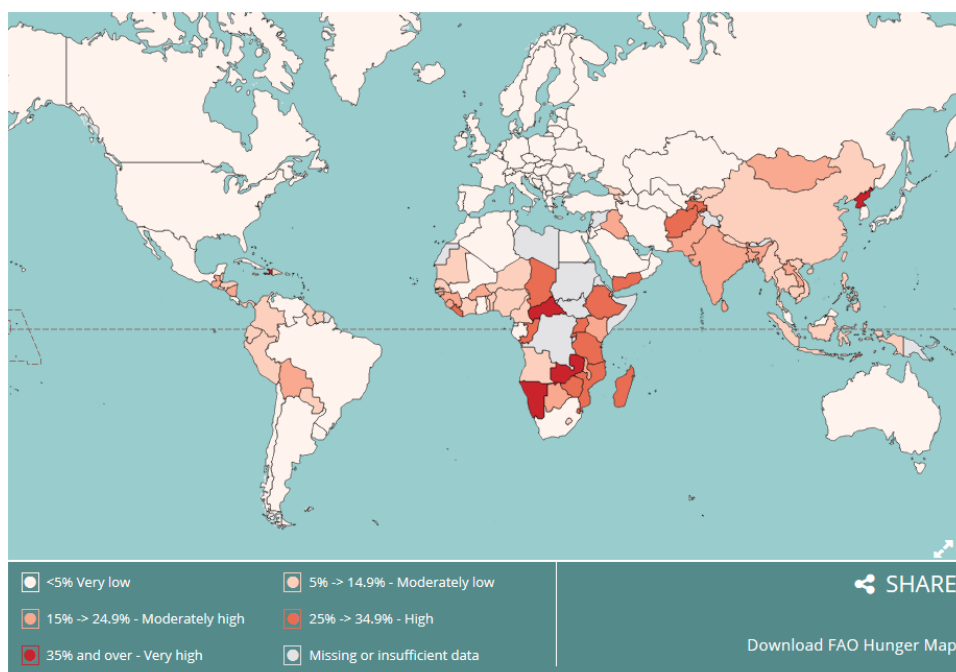 <5% Very low
5% -> 14.9% - Moderately low
15% -> 24.9% - Moderately high
25% -> 34.9% - High
35% and over - Very high
Missing or insufficient data
SHARE
Download FAO Hunger Map